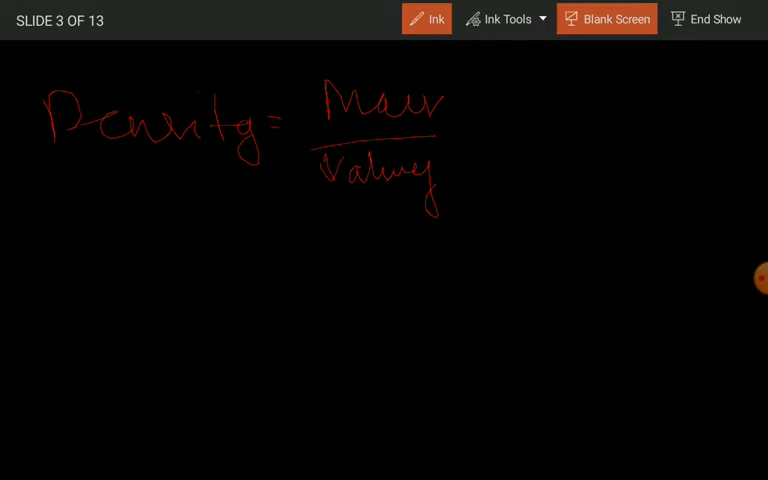 SLIDE 3 OF 13
Ink
Ink Tools
Blank Screen
End Show
Density = Mass
Volume